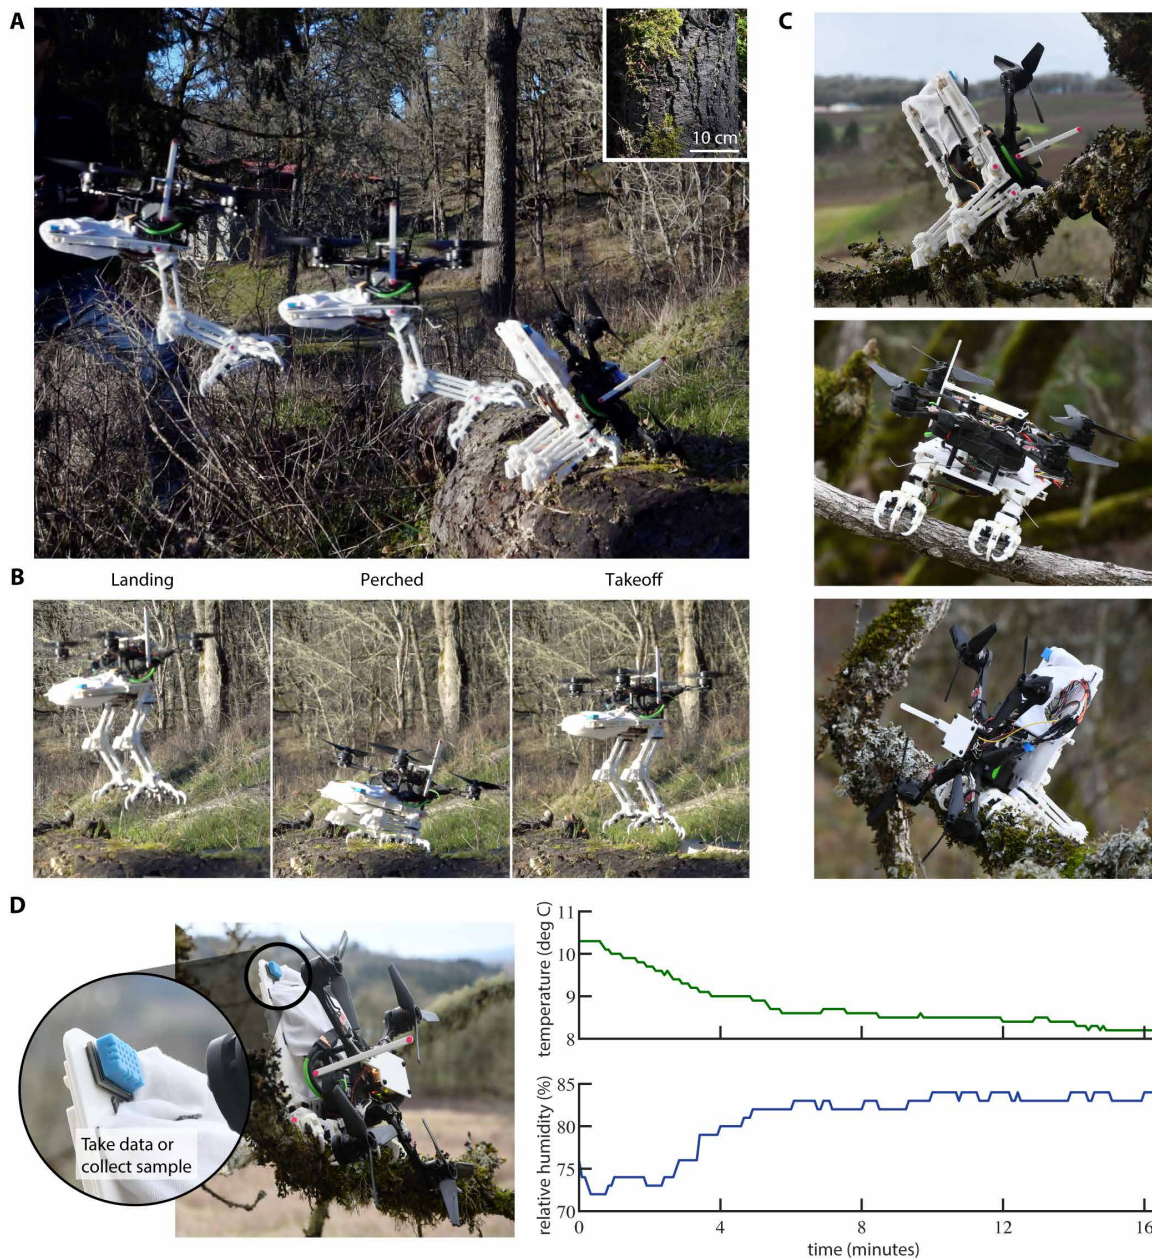 A
10 cm
C
B
Landing
Perched
Takeoff
D
Take data or
collect sample
temperature (deg C)
11
10
9
8
relative humidity (%)
85
80
75
70
0
4
8
12
16
time (minutes)